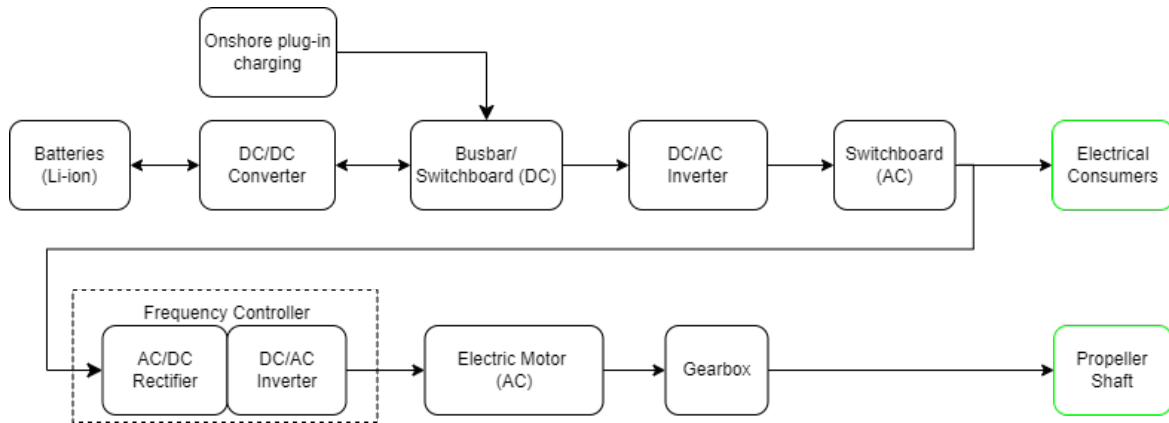 Onshore plug-in
charging
Batteries
(Li-ion)
DC/DC
Converter
Busbar/
Switchboard (DC)
DC/AC
Inverter
Switchboard
(AC)
Electrical
Consumers
Frequency Controller
AC/DC
Rectifier
DC/AC
Inverter
Electric Motor
(AC)
Gearbox
Propeller
Shaft